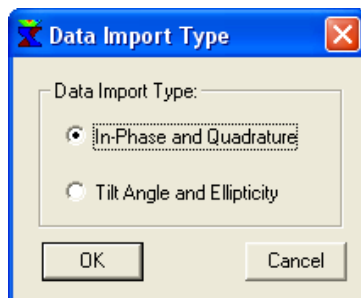 Data Import Type
Data Import Type:
In-Phase and Quadrature
Tilt Angle and Ellipticity
OK
Cancel